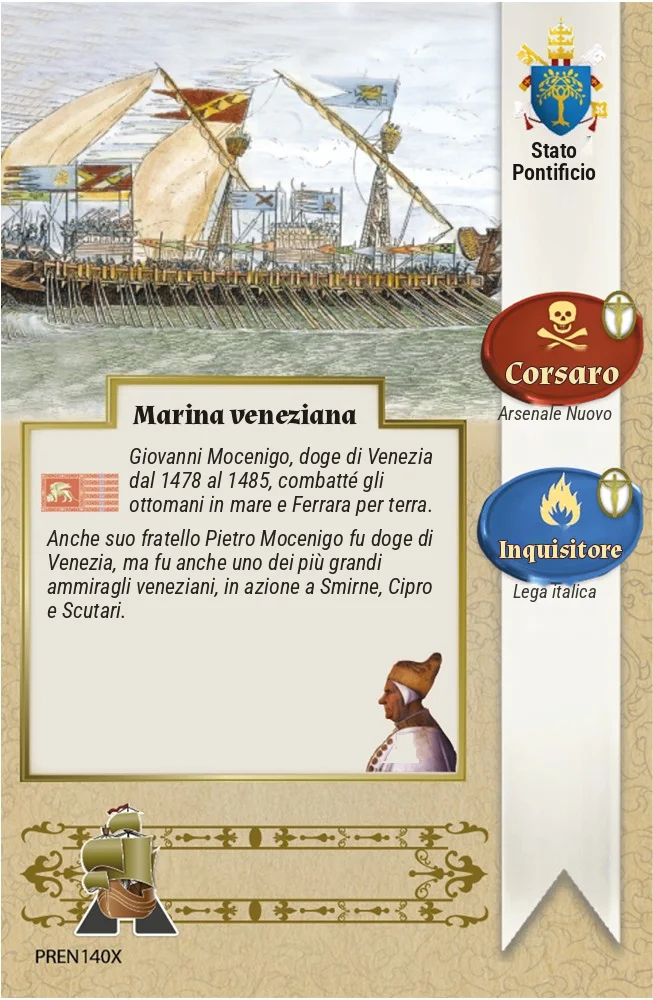 Stato
Pontificio
Corsaro
Arsenale Nuovo
Inquisitore
Lega italica
Marina veneziana
Giovanni Mocenigo, doge di Venezia
dal 1478 al 1485, combatté gli
ottomani in mare e Ferrara per terra.
Anche suo fratello Pietro Mocenigo fu doge di
Venezia, ma fu anche uno dei più grandi
ammiragli veneziani, in azione a Smirne, Cipro
e Scutari.
PREN140X